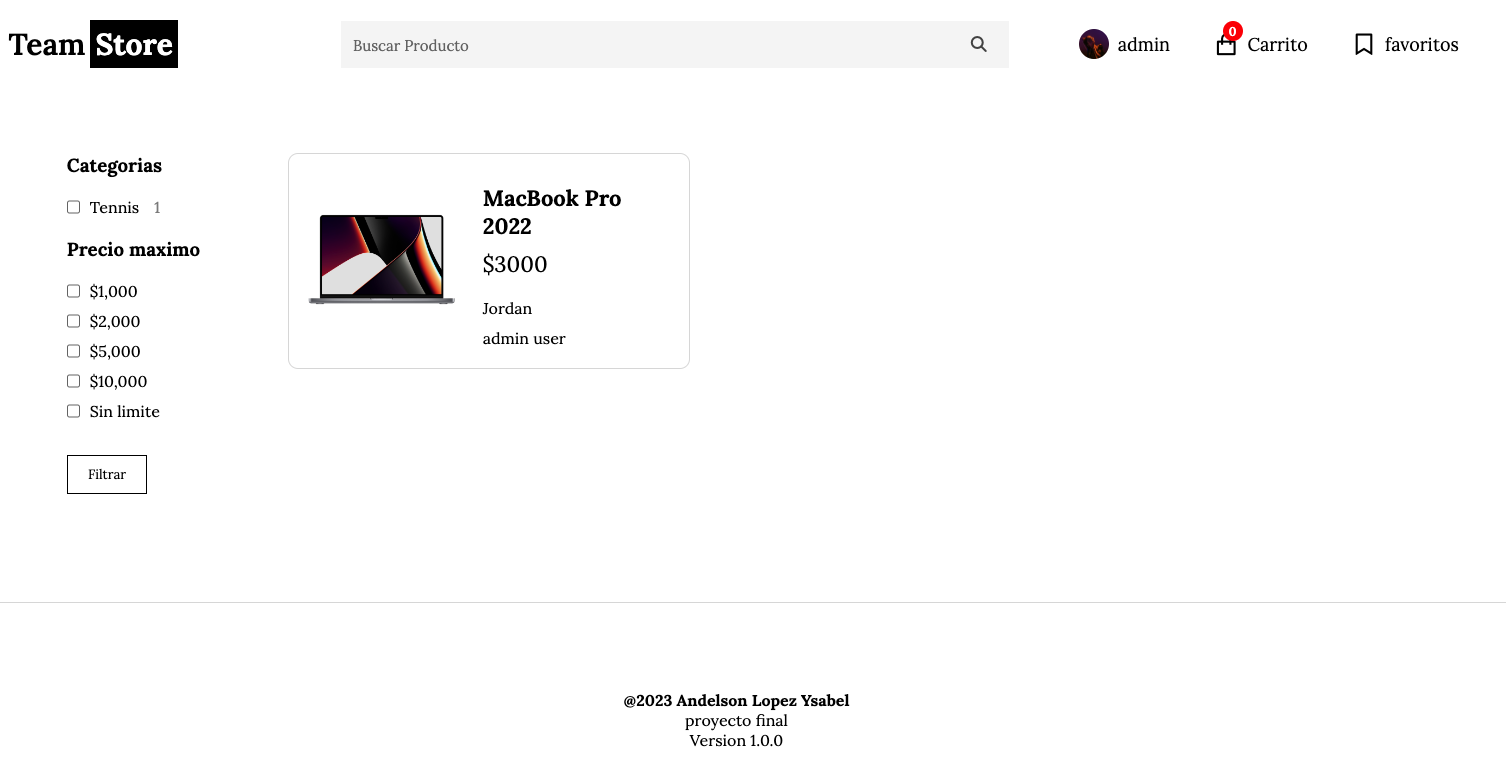 Team Store
Buscar Producto
admin
0
Carrito
favoritos
Categorias
Tennis 1
Precio maximo
$1,000
$2,000
$5,000
$10,000
Sin limite
Filtrar
MacBook Pro
2022
$3000
Jordan
admin user
@2023 Andelson Lopez Ysabel
proyecto final
Version 1.0.0